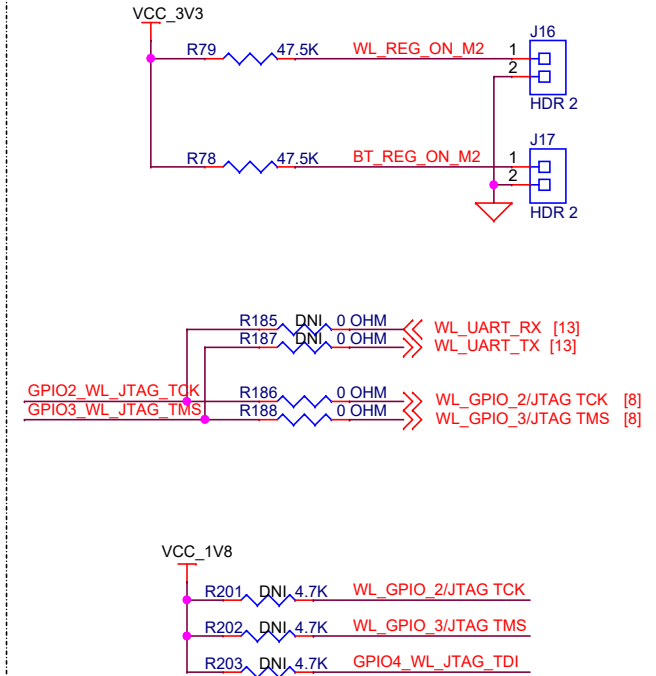 VCC_3V3
J16
R79 47.5K WL_REG_ON_M2 1
2
HDR 2
J17
R78 47.5K BT_REG_ON_M2 1
2
HDR 2
R185 DNI 0 OHM WL_UART_RX [13]
R187 DNI 0 OHM WL_UART_TX [13]
GPIO2_WL_JTAG_TCK R186 0 OHM WL_GPIO_2/JTAG TCK [8]
GPIO3_WL_JTAG_TMS R188 0 OHM WL_GPIO_3/JTAG TMS [8]
VCC_1V8
R201 DNI 4.7K WL_GPIO_2/JTAG TCK
R202 DNI 4.7K WL_GPIO_3/JTAG TMS
R203 DNI 4.7K GPIO4_WL_JTAG_TDI